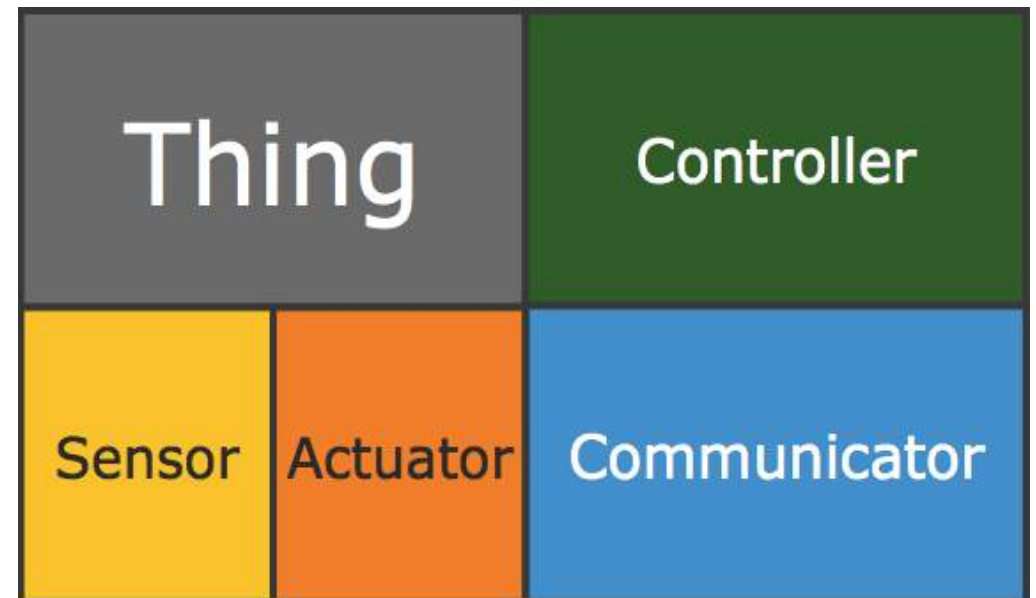 Thing
Controller
Sensor
Actuator
Communicator